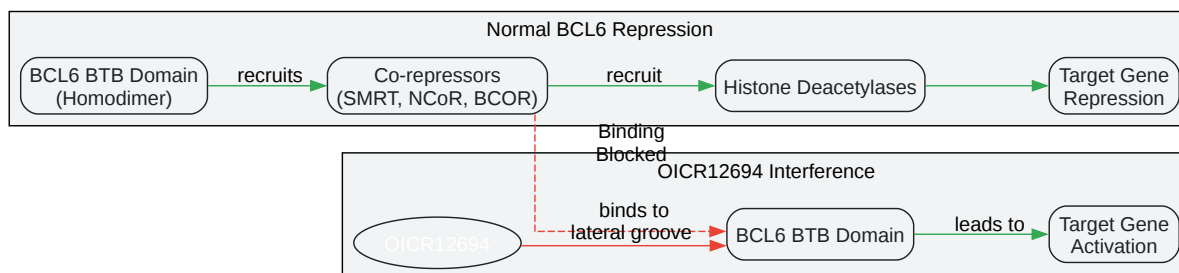 Normal BCL6 Repression
BCL6 BTB Domain
(Homodimer)
recruits
Co-repressors
(SMRT, NCoR, BCOR)
recruit
Histone Deacetylases
Target Gene
Repression
Binding
Blocked
OICR12694 Interference
OICR12694
binds to
lateral groove
BCL6 BTB Domain
leads to
Target Gene
Activation